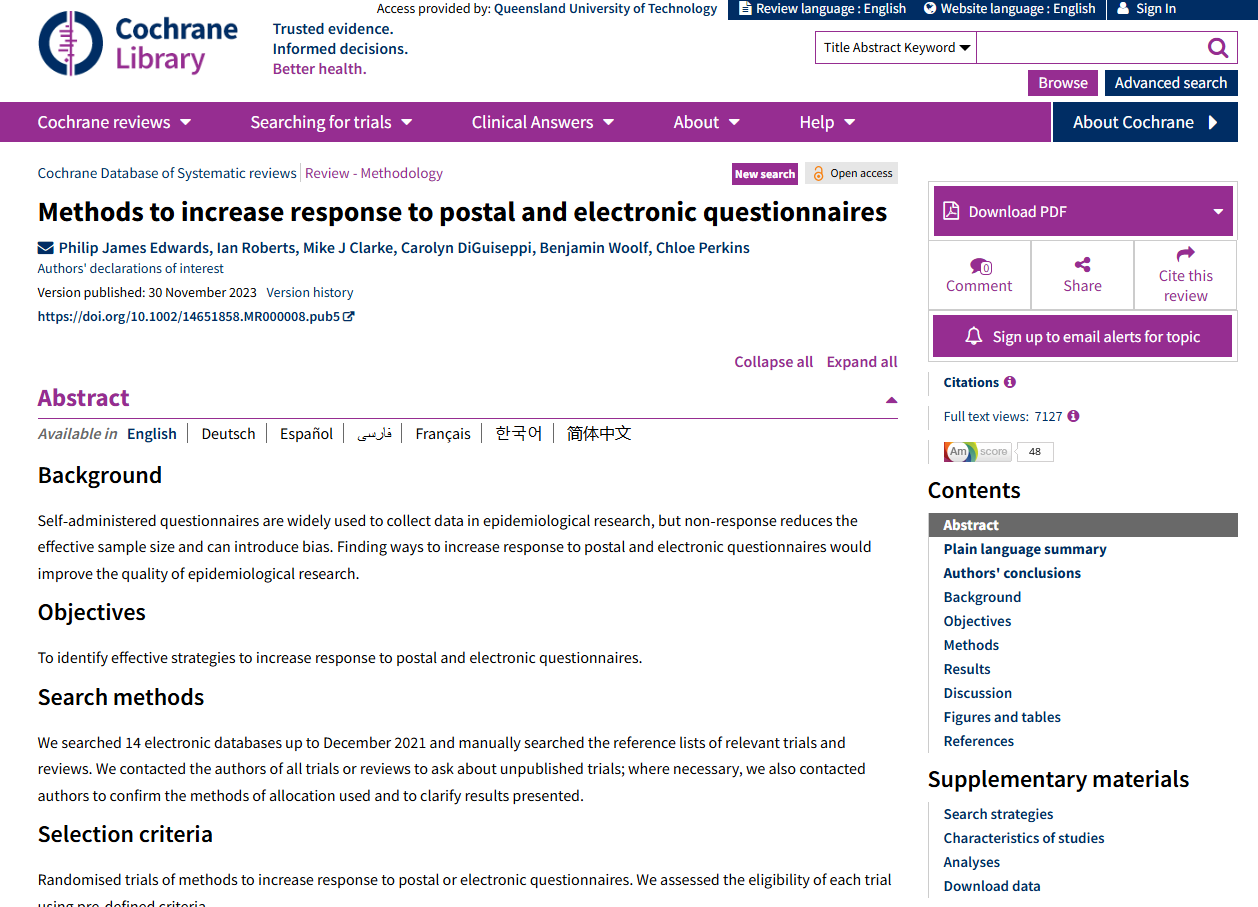 Access provided by: Queensland University of Technology
Review language : English
Website language : English
Sign In
Cochrane
Library
Trusted evidence.
Informed decisions.
Better health.
Title Abstract Keyword
Browse
Advanced search
Cochrane reviews
Searching for trials
Clinical Answers
About
Help
About Cochrane
Cochrane Database of Systematic reviews
Review - Methodology
New search
Open access
Methods to increase response to postal and electronic questionnaires
Philip James Edwards, Ian Roberts, Mike J Clarke, Carolyn DiGuiseppi, Benjamin Woolf, Chloe Perkins
Authors' declarations of interest
Version published: 30 November 2023 Version history
https://doi.org/10.1002/14651858.MR000008.pub5
Collapse all Expand all
Abstract
Available in English Deutsch Español فارسی Français 한국어 简体中文
Background
Self-administered questionnaires are widely used to collect data in epidemiological research, but non-response reduces the
effective sample size and can introduce bias. Finding ways to increase response to postal and electronic questionnaires would
improve the quality of epidemiological research.
Objectives
To identify effective strategies to increase response to postal and electronic questionnaires.
Search methods
We searched 14 electronic databases up to December 2021 and manually searched the reference lists of relevant trials and
reviews. We contacted the authors of all trials or reviews to ask about unpublished trials; where necessary, we also contacted
authors to confirm the methods of allocation used and to clarify results presented.
Selection criteria
Randomised trials of methods to increase response to postal or electronic questionnaires. We assessed the eligibility of each trial
using pre-defined criteria.
Download PDF
0
Comment
Share
Cite this
review
Sign up to email alerts for topic
Citations
Full text views: 7127
Am score 48
Contents
Abstract
Plain language summary
Authors' conclusions
Background
Objectives
Methods
Results
Discussion
Figures and tables
References
Supplementary materials
Search strategies
Characteristics of studies
Analyses
Download data